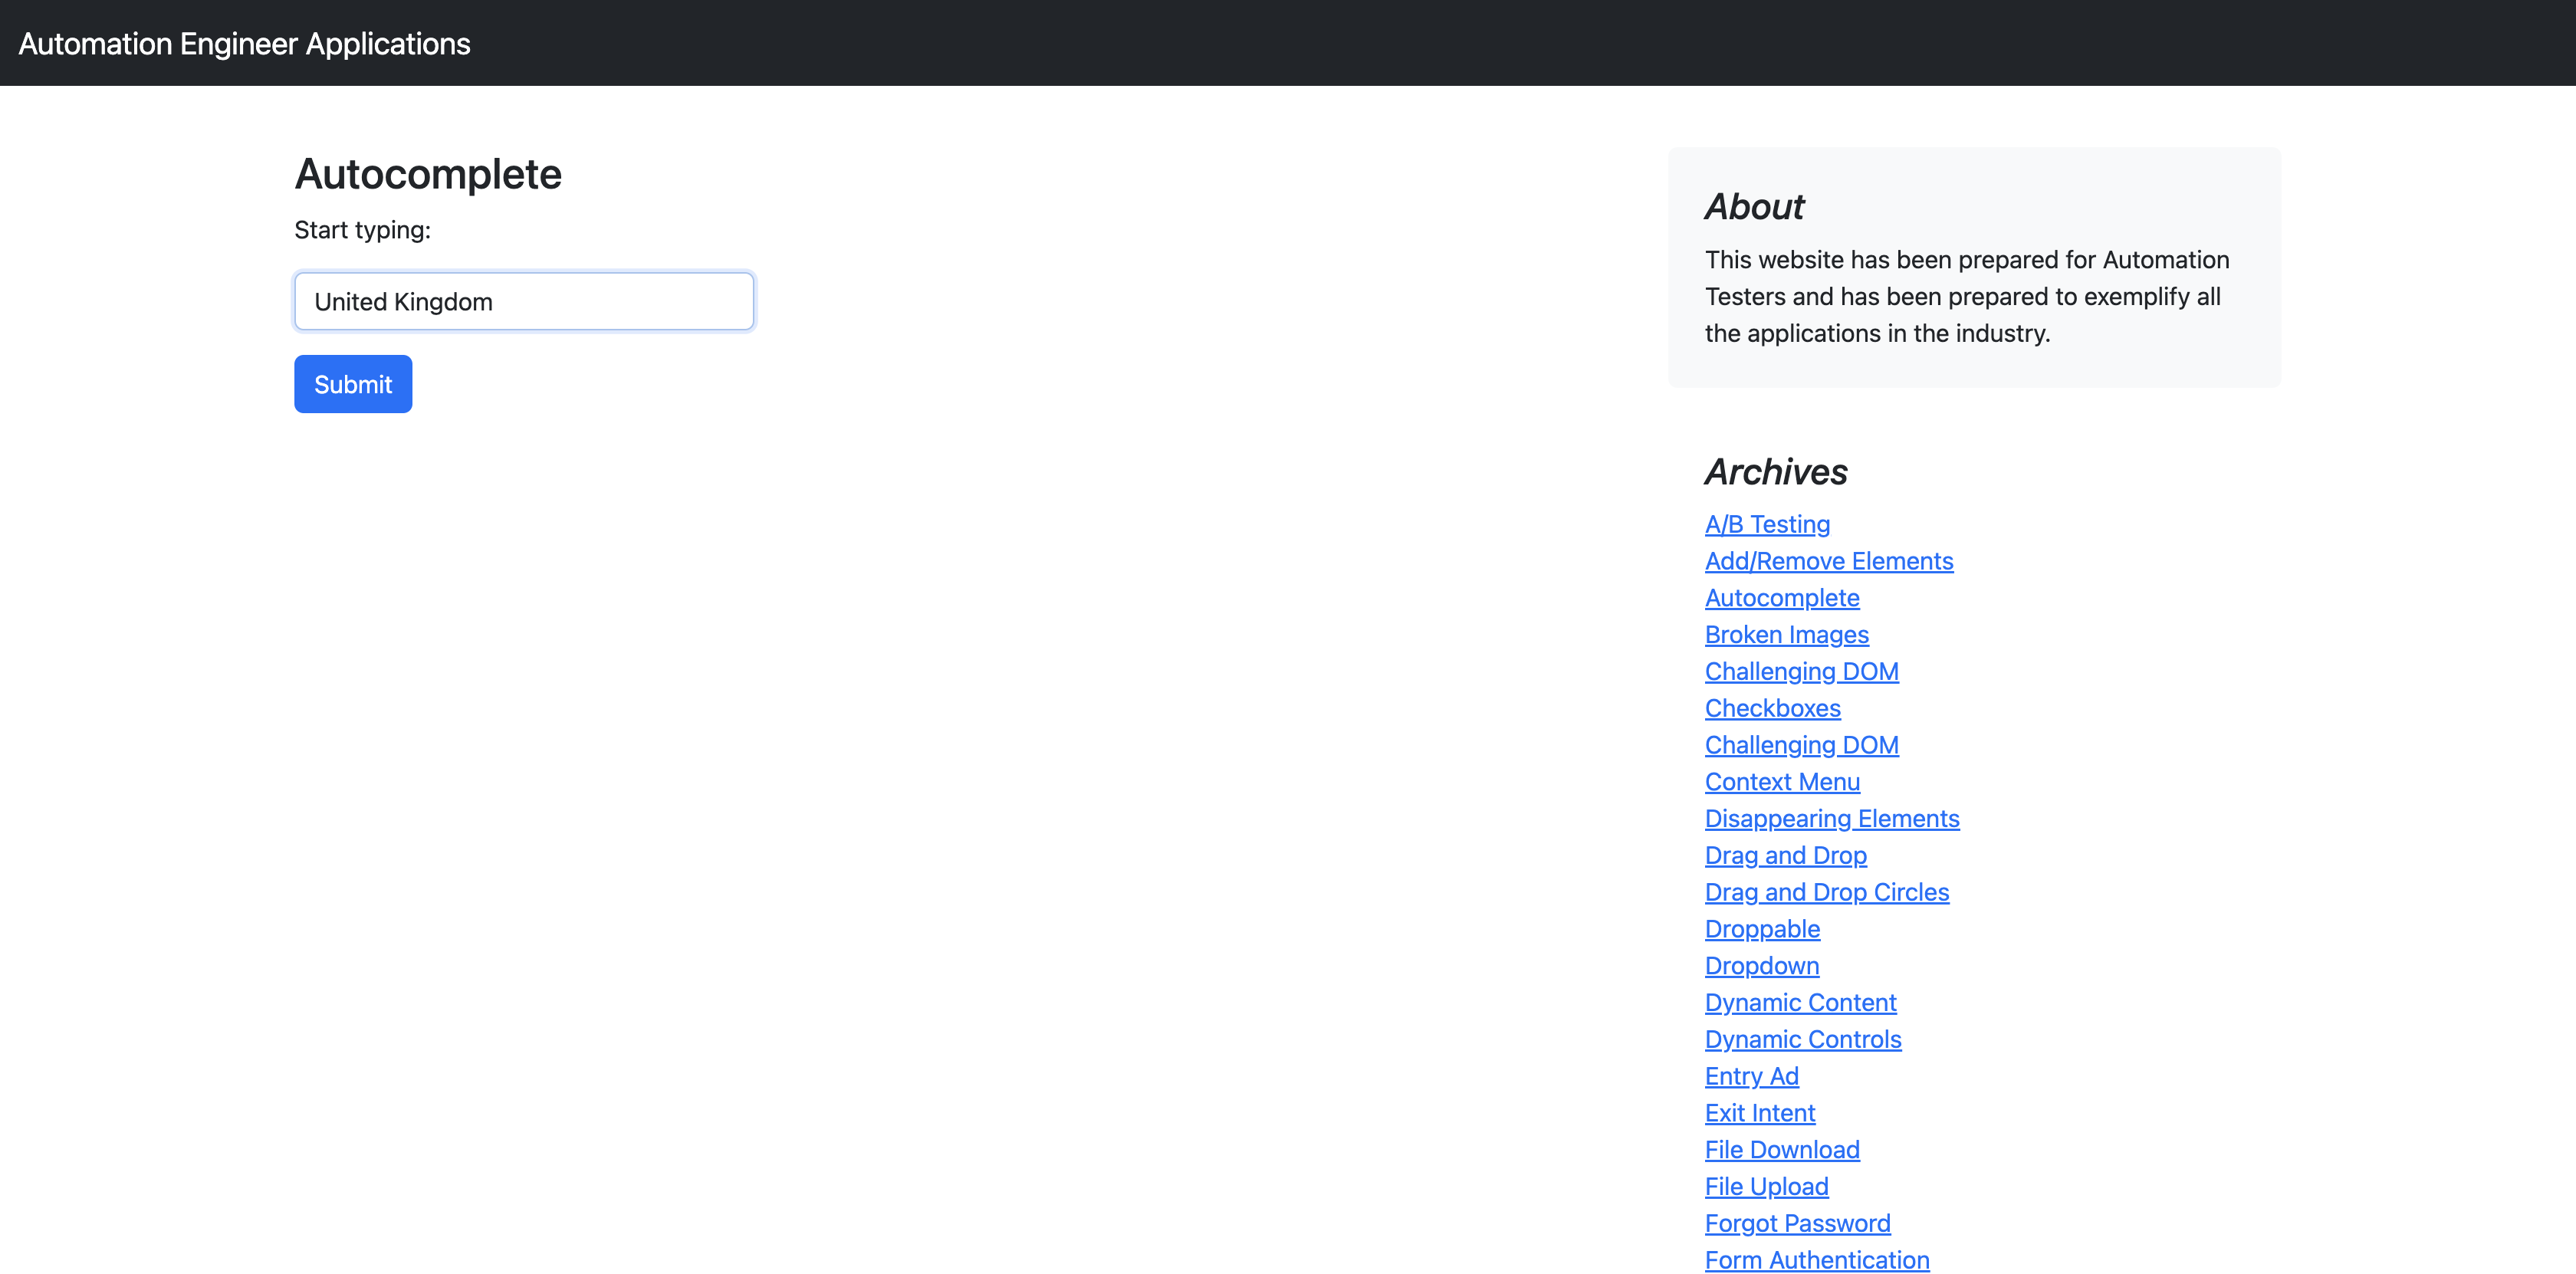 Automation Engineer Applications
Autocomplete
Start typing:
United Kingdom
Submit
About
This website has been prepared for Automation
Testers and has been prepared to exemplify all
the applications in the industry.
Archives
A/B Testing
Add/Remove Elements
Autocomplete
Broken Images
Challenging DOM
Checkboxes
Challenging DOM
Context Menu
Disappearing Elements
Drag and Drop
Drag and Drop Circles
Droppable
Dropdown
Dynamic Content
Dynamic Controls
Entry Ad
Exit Intent
File Download
File Upload
Forgot Password
Form Authentication